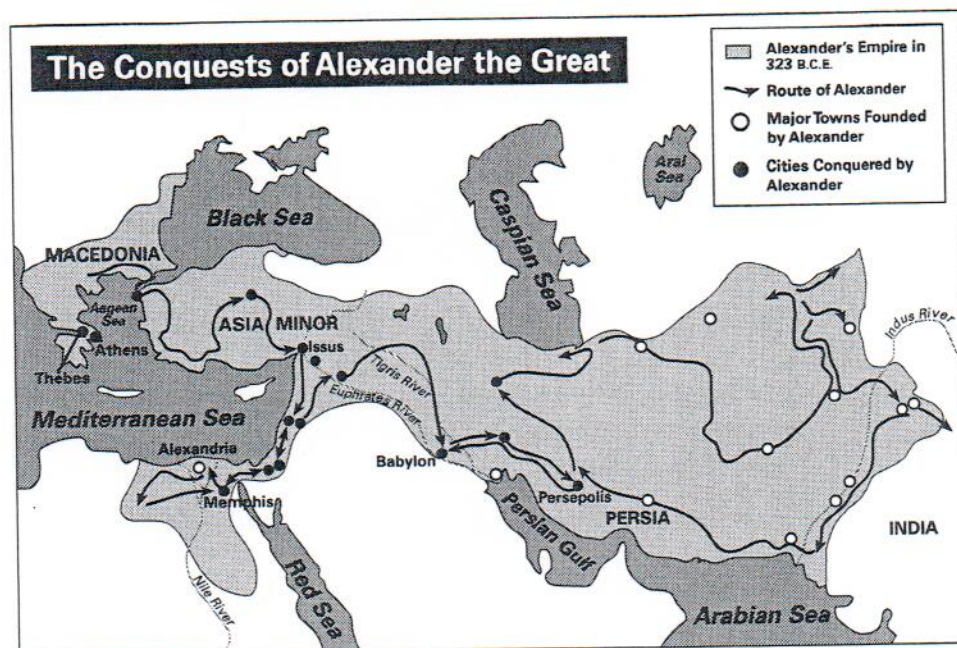 The Conquests of Alexander the Great
Alexander's Empire in
323 B.C.E.
Route of Alexander
Major Towns Founded
by Alexander
Cities Conquered by
Alexander
Aral
Sea
Black Sea
Caspian Sea
MACEDONIA
Aegean
Sea
ASIA MINOR
Issus
Athens
Thebes
Tigris River
Euphrates River
Indus River
Mediterranean Sea
Alexandria
Babylon
Memphis
Persepolis
PERSIA
Persian Gulf
INDIA
Nile River
Red Sea
Arabian Sea